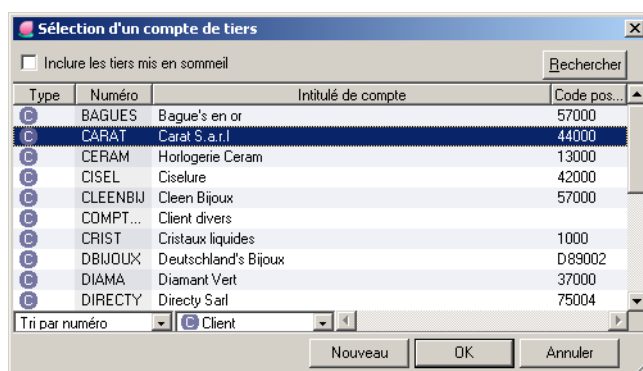 Sélection d'un compte de tiers
Inclure les tiers mis en sommeil Rechercher
Type Numéro Intitulé de compte Code pos...
C BAGUES Bague's en or 57000
C CARAT Carat S.a.r.l 44000
C CERAM Horlogerie Ceram 13000
C CISEL Ciselure 42000
C CLEENBIJ Cleen Bijoux 57000
C COMPT... Client divers
C CRIST Cristaux liquides 1000
C DBIJOUX Deutschland's Bijoux D89002
C DIAMA Diamant Vert 37000
C DIRECTY Directy Sarl 75004
Tri par numéro C Client
Nouveau OK Annuler